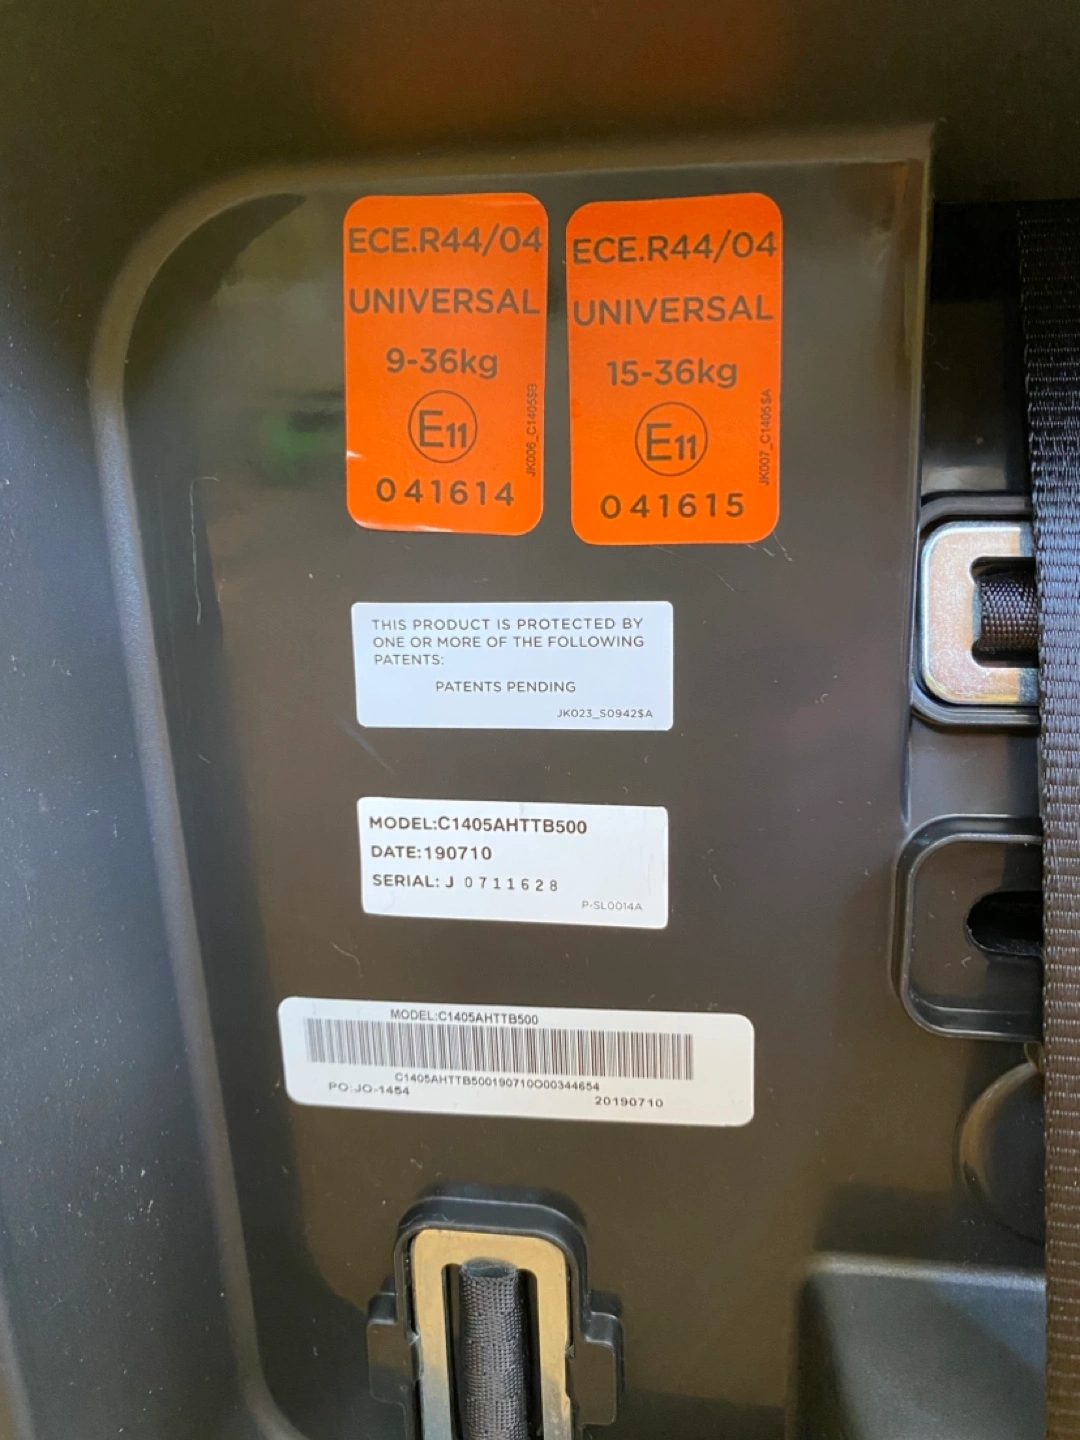 ECE.R44/04
UNIVERSAL
9-36kg
E11
041614
JK006_C1405$B
ECE.R44/04
UNIVERSAL
15-36kg
E11
041615
JK007_C1405$A
THIS PRODUCT IS PROTECTED BY
ONE OR MORE OF THE FOLLOWING
PATENTS:
PATENTS PENDING
JK023_S0942$A
MODEL:C1405AHTTB500
DATE:190710
SERIAL: J 0711628
P-SL0014A
MODEL:C1405AHTTB500
C1405AHTTB500190710O00344654
PO:JO-1454
20190710